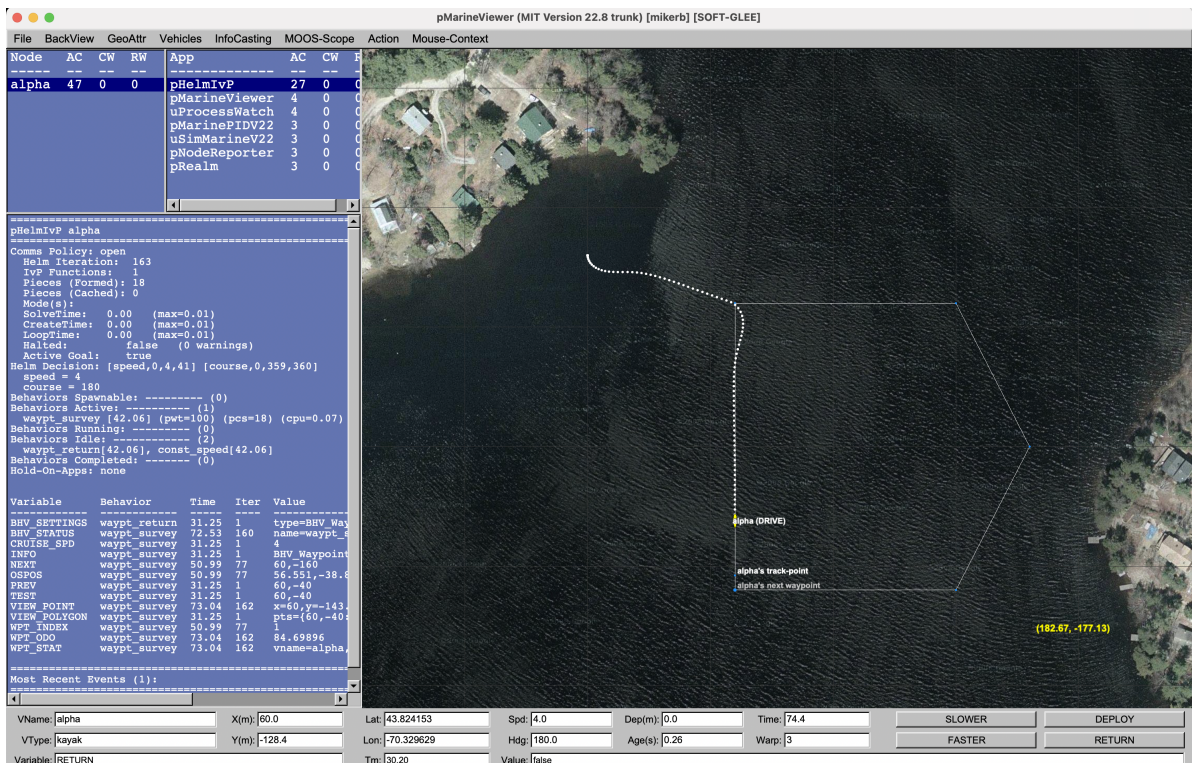 pMarineViewer (MIT Version 22.8 trunk) [mikerb] [SOFT-GLEE]
File BackView GeoAttr Vehicles InfoCasting MOOS-Scope Action Mouse-Context
Node AC CW RW
----- -- -- --
alpha 47 0 0
App AC CW R
------------- -- -- -
pHelmIvP 27 0 0
pMarineViewer 4 0 0
uProcessWatch 4 0 0
pMarinePIDV22 3 0 0
uSimMarineV22 3 0 0
pNodeReporter 3 0 0
pRealm 3 0 0
pHelmIvP alpha
Comms Policy: open
Helm Iteration: 163
IvP Functions: 1
Pieces (Formed): 18
Pieces (Cached): 0
Mode(s):
SolveTime: 0.00 (max=0.01)
CreateTime: 0.00 (max=0.01)
LoopTime: 0.00 (max=0.01)
Halted: false (0 warnings)
Active Goal: true
Helm Decision: [speed,0,4,41] [course,0,359,360]
speed = 4
course = 180
Behaviors Spawnable: --------- (0)
Behaviors Active: ---------- (1)
waypt_survey [42.06] (pwt=100) (pcs=18) (cpu=0.07)
Behaviors Running: --------- (0)
Behaviors Idle: ------------ (2)
waypt_return[42.06], const_speed[42.06]
Behaviors Completed: ------- (0)
Hold-On-Apps: none
Variable Behavior Time Iter Value
BHV_SETTINGS waypt_return 31.25 1 type=BHV_Way
BHV_STATUS waypt_survey 72.53 160 name=waypt_s
CRUISE_SPD waypt_survey 31.25 1 4
INFO waypt_survey 31.25 1 BHV_Waypoint
NEXT waypt_survey 50.99 77 60,-160
OSPOS waypt_survey 50.99 77 56.551,-38.8
PREV waypt_survey 31.25 1 60,-40
TEST waypt_survey 31.25 1 60,-40
VIEW_POINT waypt_survey 73.04 162 x=60,y=-143.
VIEW_POLYGON waypt_survey 31.25 1 pts={60,-40:
WPT_INDEX waypt_survey 50.99 77 1
WPT_ODO waypt_survey 73.04 162 84.69896
WPT_STAT waypt_survey 73.04 162 vname=alpha,
Most Recent Events (1):
alpha (DRIVE)
alpha's track-point
alpha's next waypoint
(182.67, -177.13)
VName: alpha X(m): 60.0 Lat: 43.824153 Spd: 4.0 Dep(m): 0.0 Time: 74.4 SLOWER DEPLOY
VType: kayak Y(m): -128.4 Lon: -70.329629 Hdg: 180.0 Age(s): 0.26 Warp: 3 FASTER RETURN
Variable: RETURN Tm: 30.20 Value: false